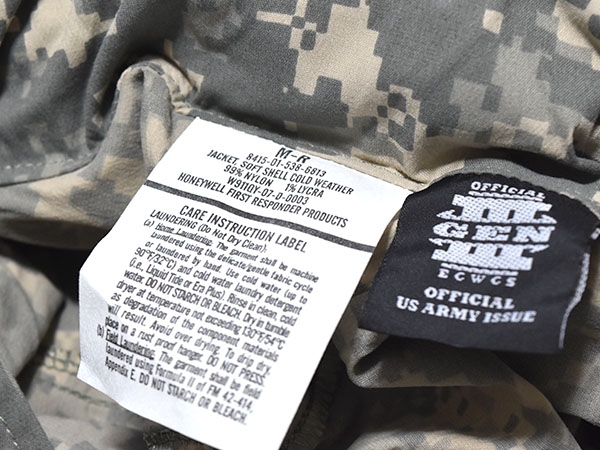 M-R
8415-01-538-6813
JACKET, SOFT SHELL COLD WEATHER
99% NYLON 1% LYCRA
W911QY-07-D-0003
HONEYWELL FIRST RESPONDER PRODUCTS
CARE INSTRUCTION LABEL
LAUNDERING (Do Not Dry Clean).
(a) Home Laundering. The garment shall be machine
laundered using the delicate/gentle fabric cycle
or laundered by hand. Use cold water (up to
90°F/32°C) and cold water laundry detergent
(i.e., Liquid Tide or Era Plus). Rinse in clean, cold
water. DO NOT STARCH OR BLEACH. Dry in tumble
dryer at temperature not exceeding 130°F/54°C
as degradation of the component materials
will result. Avoid over drying. To drip dry,
place on a rust proof hanger. DO NOT PRESS.
(b) Field Laundering: The garment shall be field
laundered using Formula II of FM 42-414,
Appendix E. DO NOT STARCH OR BLEACH.
OFFICIAL
III
GEN
III
ECWCS
OFFICIAL
US ARMY ISSUE